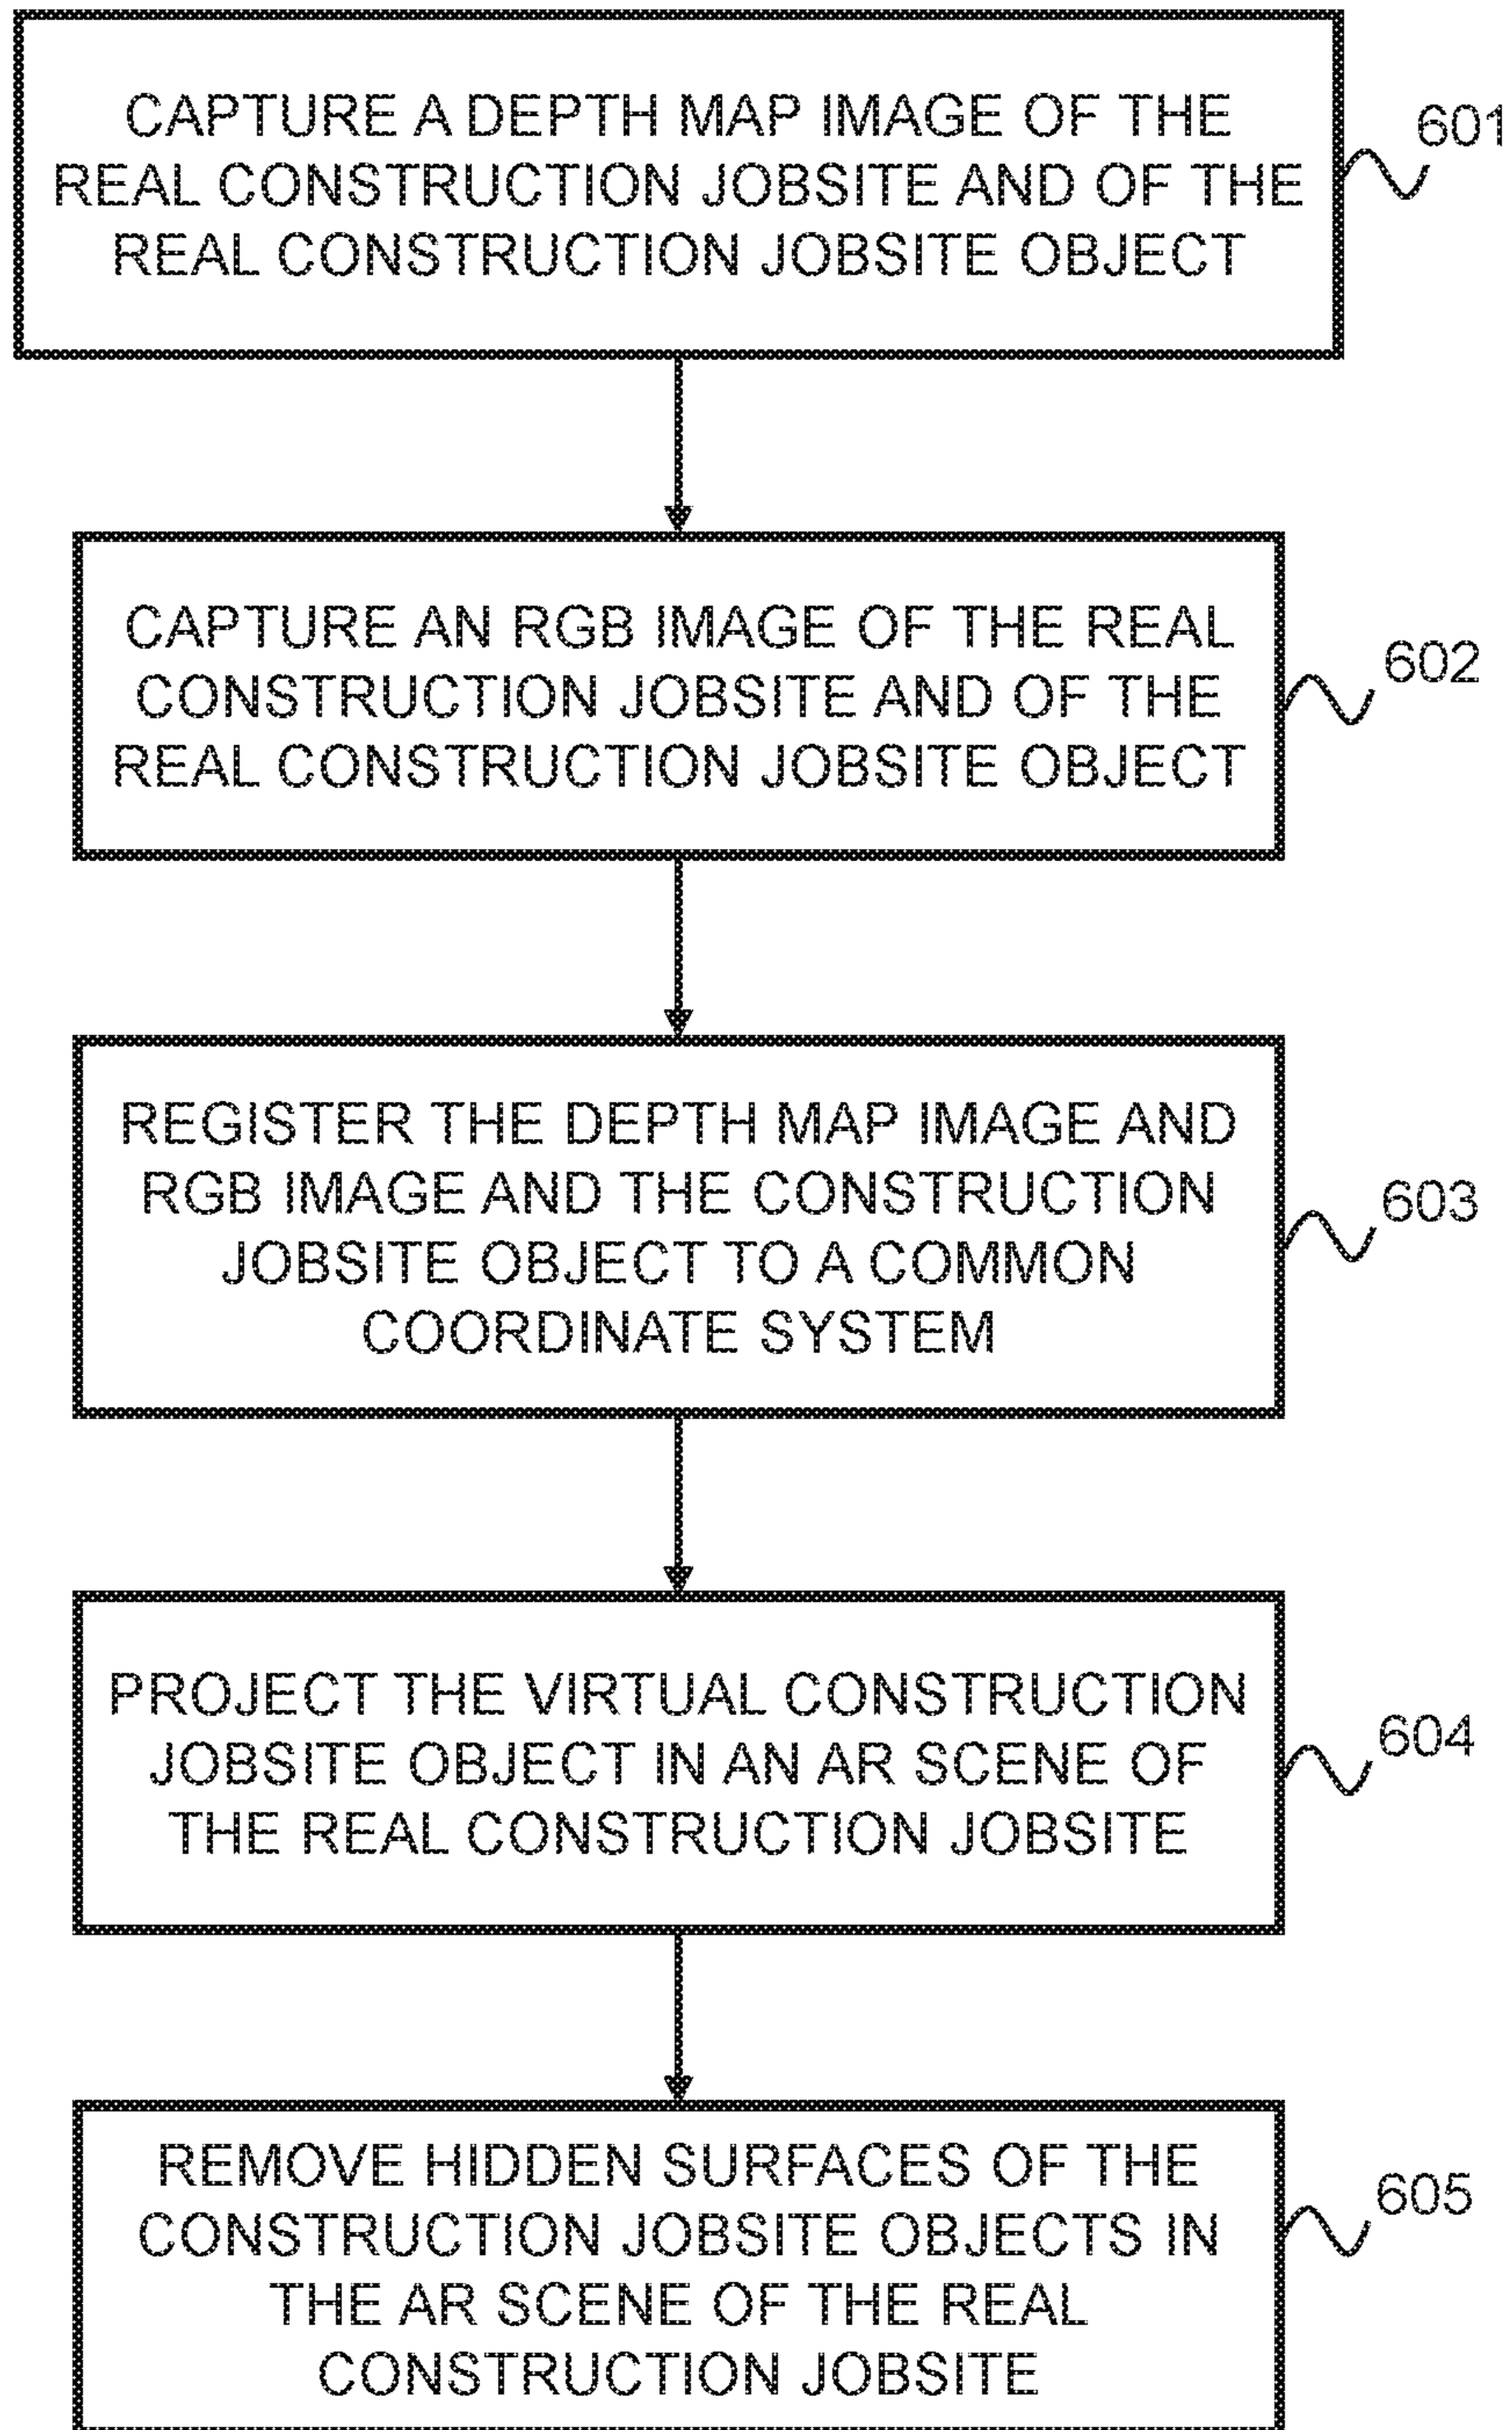 CAPTURE A DEPTH MAP IMAGE OF THE
REAL CONSTRUCTION JOBSITE AND OF THE
REAL CONSTRUCTION JOBSITE OBJECT
601
CAPTURE AN RGB IMAGE OF THE REAL
CONSTRUCTION JOBSITE AND OF THE
REAL CONSTRUCTION JOBSITE OBJECT
602
REGISTER THE DEPTH MAP IMAGE AND
RGB IMAGE AND THE CONSTRUCTION
JOBSITE OBJECT TO A COMMON
COORDINATE SYSTEM
603
PROJECT THE VIRTUAL CONSTRUCTION
JOBSITE OBJECT IN AN AR SCENE OF
THE REAL CONSTRUCTION JOBSITE
604
REMOVE HIDDEN SURFACES OF THE
CONSTRUCTION JOBSITE OBJECTS IN
THE AR SCENE OF THE REAL
CONSTRUCTION JOBSITE
605